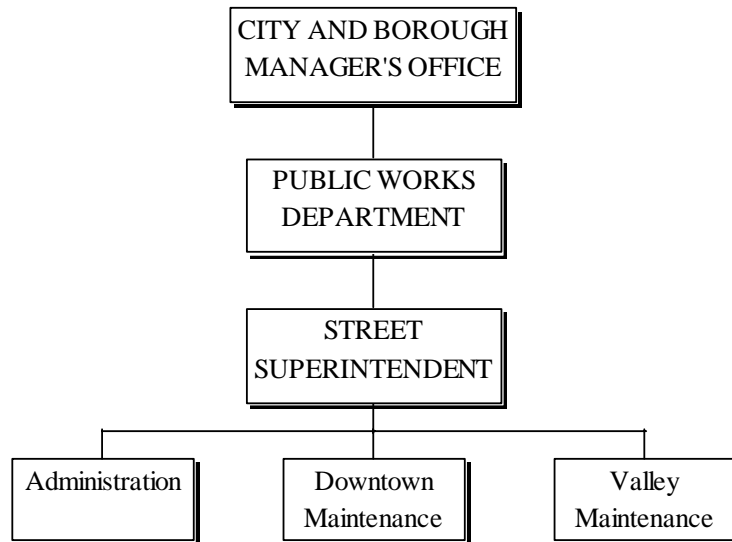 CITY AND BOROUGH
MANAGER'S OFFICE
PUBLIC WORKS
DEPARTMENT
STREET
SUPERINTENDENT
Administration
Downtown
Maintenance
Valley
Maintenance